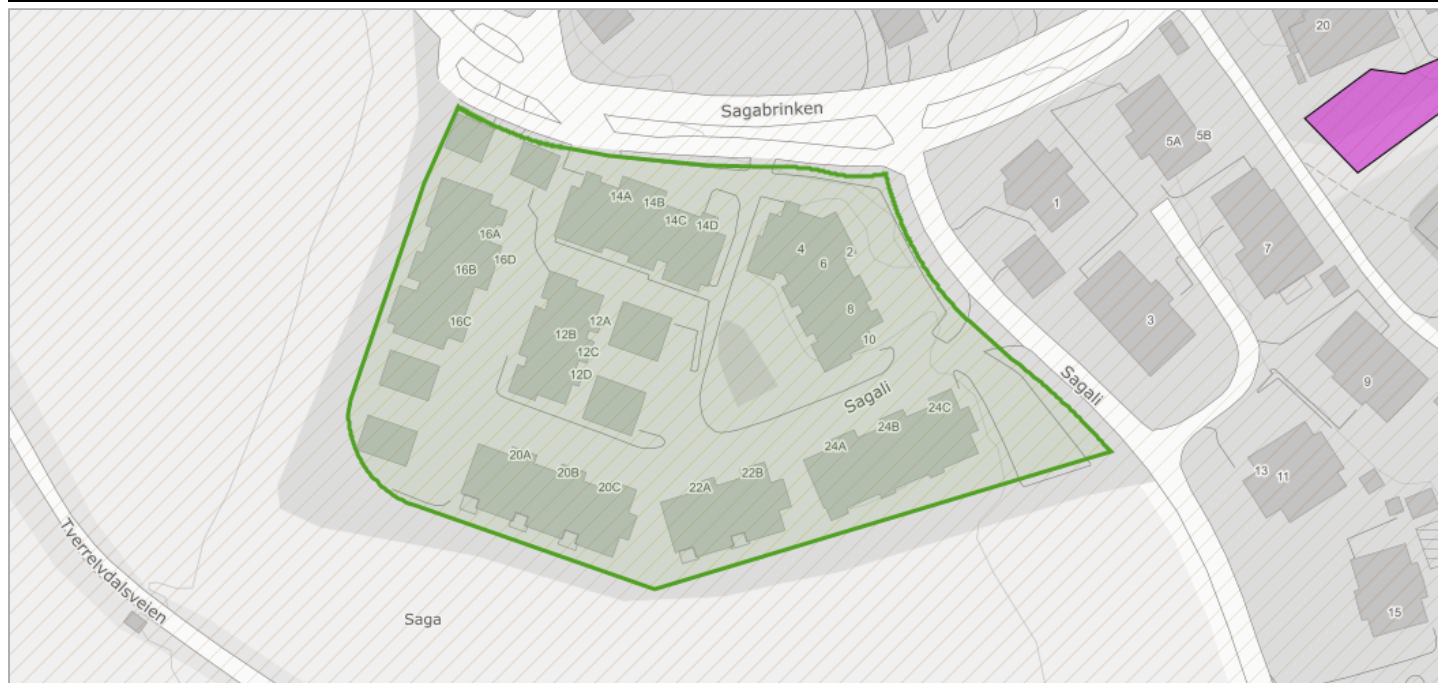 20
Sagabrinken
5A
5B
14A
14B
14C
14D
1
16A
4
6
2
7
16D
16B
8
3
16C
12A
12B
12C
10
12D
Sagali
Sagali
9
24C
24B
24A
20A
20B
20C
22B
22A
13
11
Tverrelvdalsveien
Saga
15